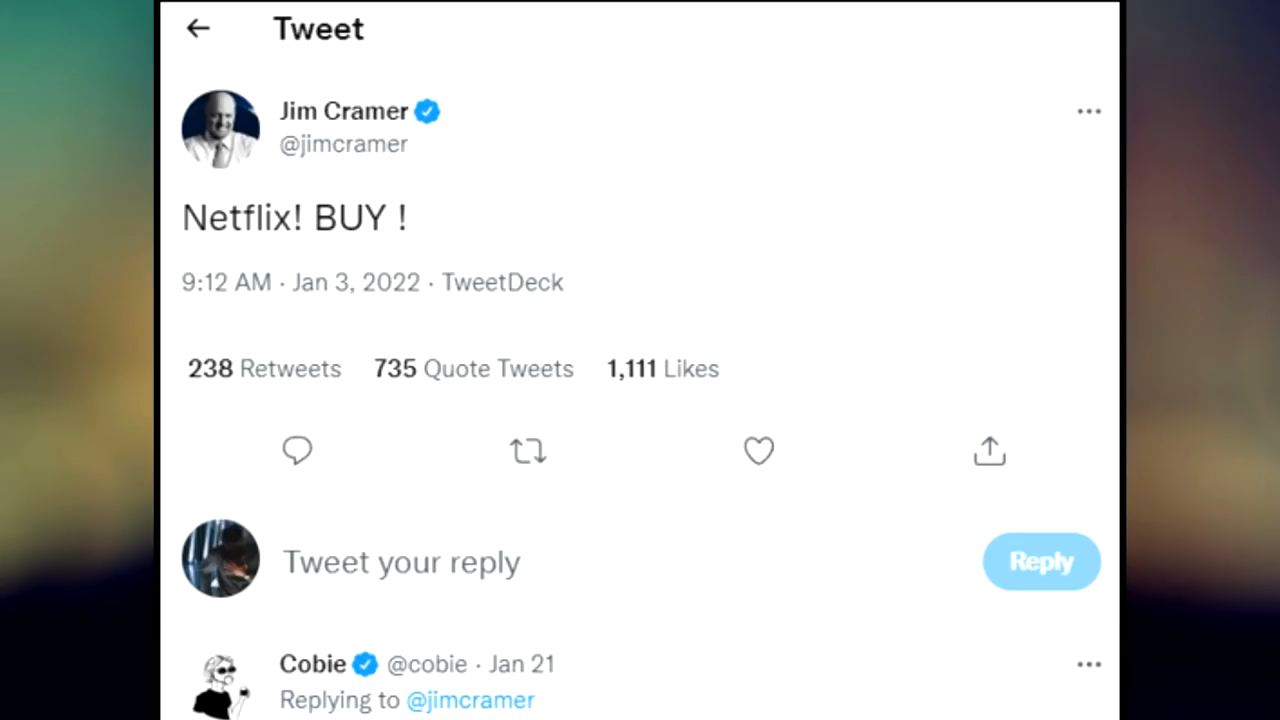 Tweet
Jim Cramer
@jimcramer
Netflix! BUY !
9:12 AM · Jan 3, 2022 · TweetDeck
238 Retweets 735 Quote Tweets 1,111 Likes
Tweet your reply
Reply
Cobie @cobie · Jan 21
Replying to @jimcramer